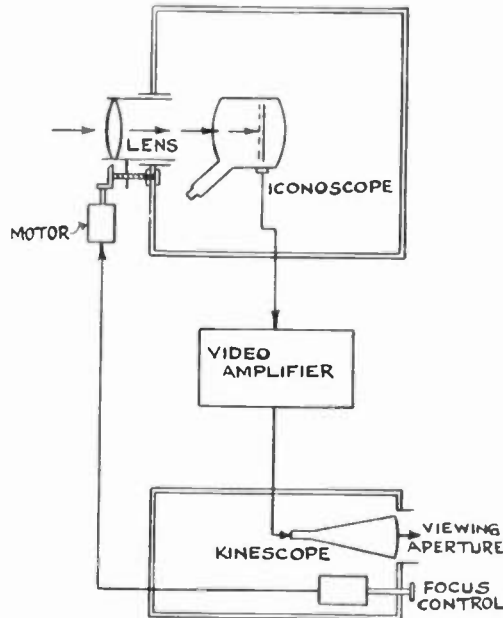 LENS
ICONOSCOPE
MOTOR
VIDEO
AMPLIFIER
KINESCOPE
VIEWING
APERTURE
FOCUS
CONTROL